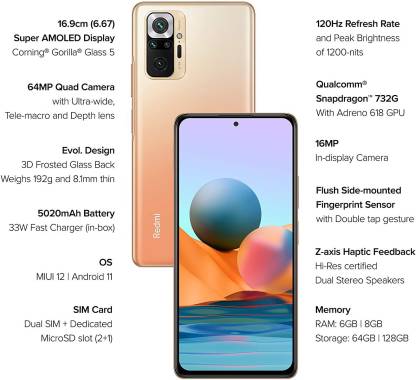 16.9cm (6.67)
Super AMOLED Display
Corning® Gorilla® Glass 5
64MP Quad Camera
with Ultra-wide,
Tele-macro and Depth lens
Evol. Design
3D Frosted Glass Back
Weighs 192g and 8.1mm thin
5020mAh Battery
33W Fast Charger (in-box)
OS
MIUI 12 | Android 11
SIM Card
Dual SIM + Dedicated
MicroSD slot (2+1)
Redmi
120Hz Refresh Rate
and Peak Brightness
of 1200-nits
Qualcomm®
Snapdragon™ 732G
With Adreno 618 GPU
16MP
In-display Camera
Flush Side-mounted
Fingerprint Sensor
with Double tap gesture
Z-axis Haptic Feedback
Hi-Res certified
Dual Stereo Speakers
Memory
RAM: 6GB | 8GB
Storage: 64GB | 128GB